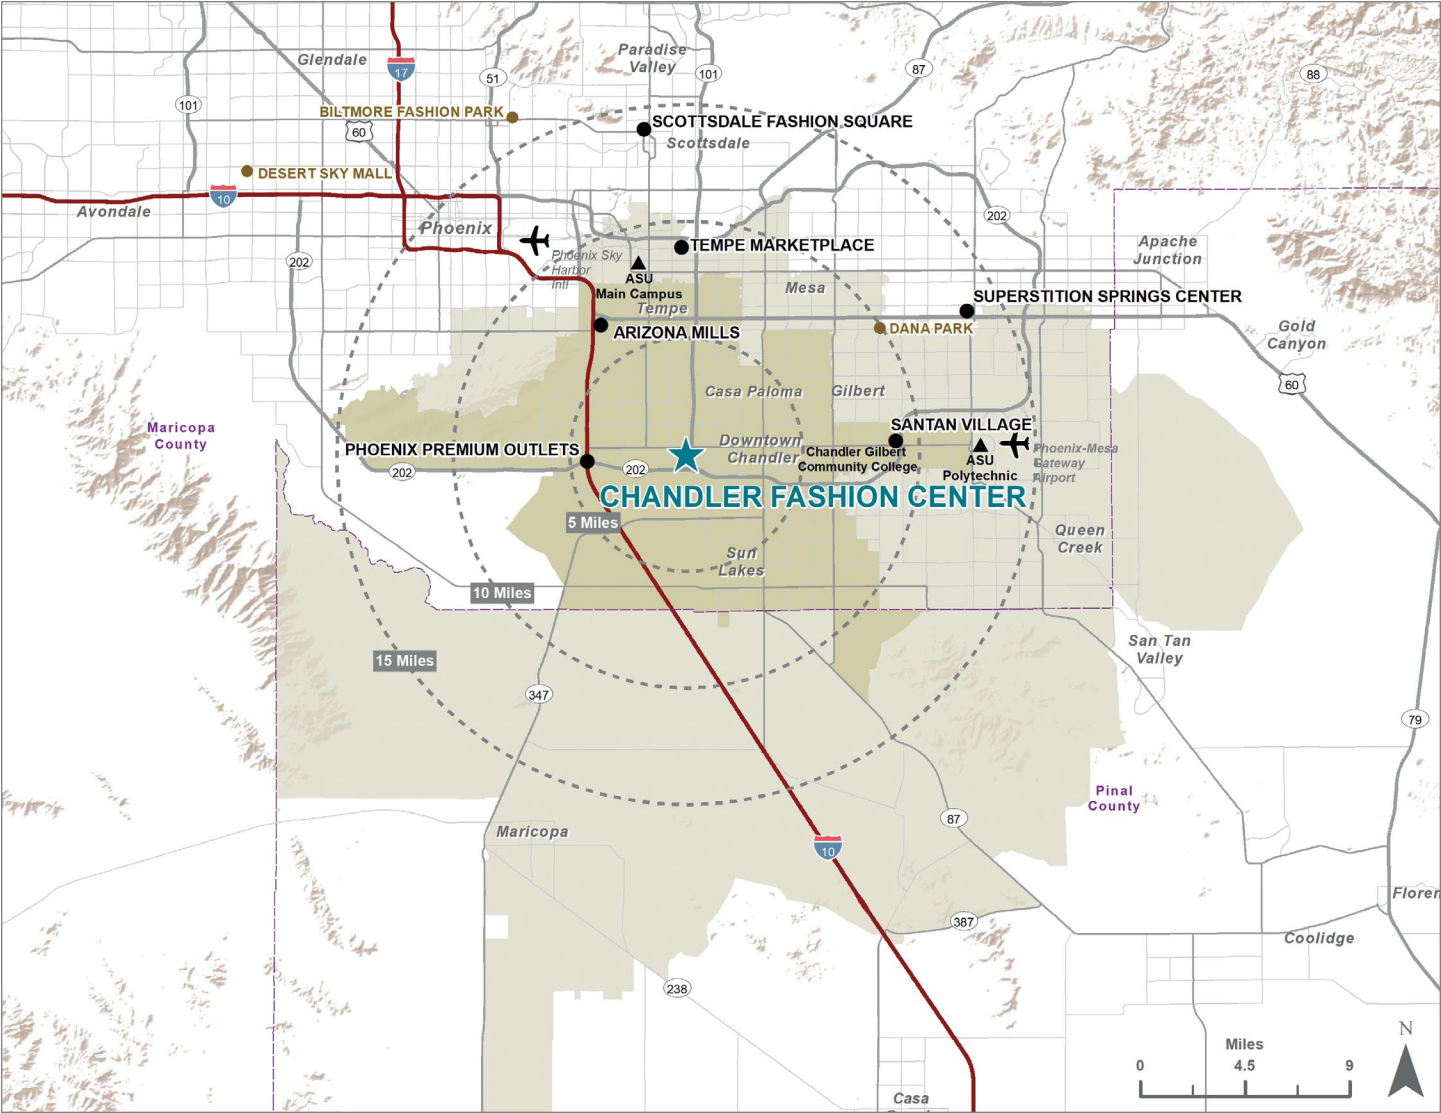 Glendale
Paradise
Valley
17
51
101
87
88
101
BILTMORE FASHION PARK
60
SCOTTSDALE FASHION SQUARE
Scottsdale
DESERT SKY MALL
10
Avondale
Phoenix
202
202
Phoenix Sky
Harbor
Intl
ASU
Main Campus
TEMPE MARKETPLACE
Apache
Junction
Mesa
Tempe
SUPERSTITION SPRINGS CENTER
ARIZONA MILLS
DANA PARK
Gold
Canyon
60
Casa Paloma
Gilbert
Maricopa
County
SANTAN VILLAGE
PHOENIX PREMIUM OUTLETS
Downtown
Chandler
Chandler Gilbert
Community College
ASU
Polytechnic
Phoenix-Mesa
Gateway
Airport
202
202
CHANDLER FASHION CENTER
5 Miles
Queen
Creek
Sun
Lakes
10 Miles
San Tan
Valley
15 Miles
347
79
Pinal
County
87
Maricopa
10
Floren
387
Coolidge
238
N
Miles
0
4.5
9
Casa